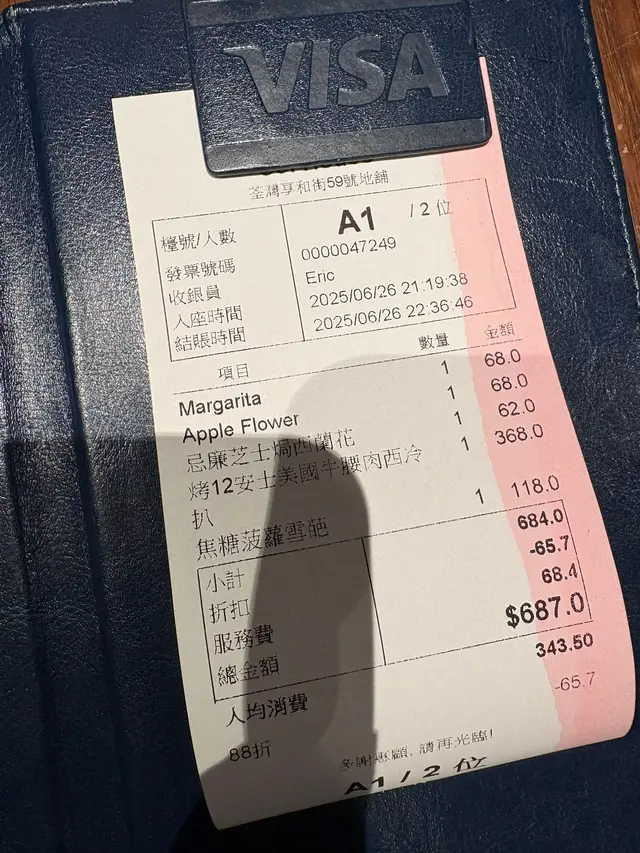 VISA
荃灣享和街59號地舖
檯號/人數 A1 / 2 位
發票號碼 0000047249
收銀員 Eric
入座時間 2025/06/26 21:19:38
結賬時間 2025/06/26 22:36:46
項目 數量 金額
Margarita 1 68.0
Apple Flower 1 68.0
忌廉芝士焗西蘭花 1 62.0
烤12安士美國牛腰肉西冷 1 368.0
扒
焦糖菠蘿雪葩 1 118.0
小計 684.0
折扣 -65.7
服務費 68.4
總金額 $687.0
人均消費 343.50
88折 -65.7
多謝惠顧, 請再光臨!
A1 / 2 位